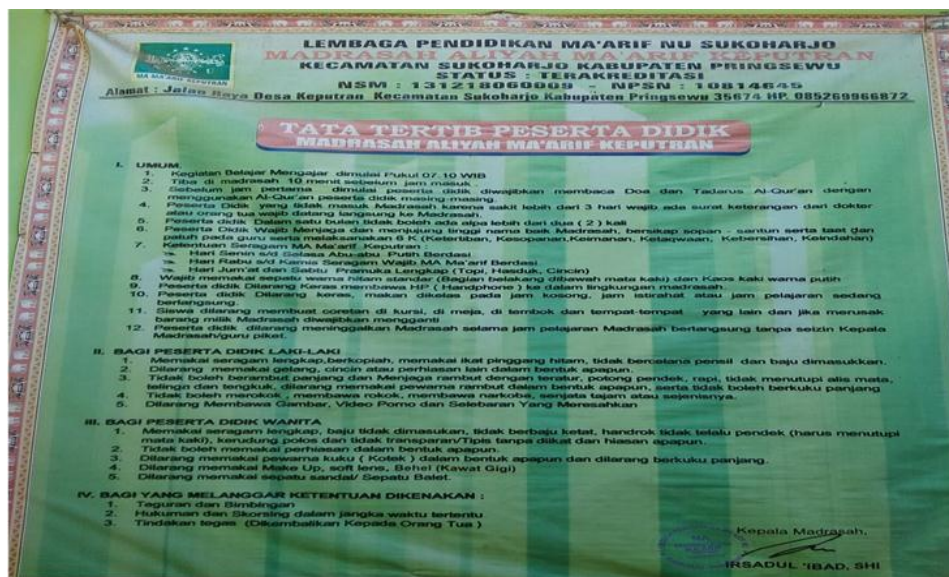 LEMBAGA PENDIDIKAN MA'ARIF NU SUKOHARJO
MADRASAH ALIYAH MA'ARIF KEPUTRAN
KECAMATAN SUKOHARJO KABUPATEN PRINGSEWU
STATUS : TERAKREDITASI
NSM : 131218060009 - NPSN : 10814645
Alamat : Jalan Raya Desa Keputran Kecamatan Sukoharjo Kabupaten Pringsewu 35674 HP. 085269966872
MA MA'ARIF KEPUTRAN
TATA TERTIB PESERTA DIDIK
MADRASAH ALIYAH MA'ARIF KEPUTRAN
I. UMUM.
1. Kegiatan Belajar Mengajar dimulai Pukul 07.10 WIB
2. Tiba di madrasah 10 menit sebelum jam masuk.
3. Sebelum jam pertama dimulai peserta didik diwajibkan membaca Doa dan Tadarus Al-Qur'an dengan
menggunakan Al-Qur'an peserta didik masing-masing.
4. Peserta Didik yang tidak masuk Madrasah karena sakit lebih dari 3 hari wajib ada surat keterangan dari dokter
atau orang tua wajib datang langsung ke Madrasah.
5. Peserta didik Dalam satu bulan tidak boleh ada alpa lebih dari dua ( 2 ) kali
6. Peserta Didik Wajib Menjaga dan menjujung tinggi nama baik Madrasah, bersikap sopan - santun serta taat dan
patuh pada guru serta melaksanakan 6 K (Ketertiban, Kesopanan,Keimanan, Ketaqwaan, Kebersihan, Keindahan)
7. Ketentuan Seragam MA Ma'arif Keputran :
Hari Senin s/d Selasa Abu-abu Putih Berdasi
Hari Rabu s/d Kamis Seragam Wajib MA Ma'arif Berdasi
Hari Jum'at dan Sabtu Pramuka Lengkap (Topi, Hasduk, Cincin)
8. Wajib memakai sepatu warna hitam standar (Bagian belakang dibawah mata kaki) dan Kaos kaki warna putih
9. Peserta didik Dilarang Keras membawa HP ( Handphone ) ke dalam lingkungan madrasah.
10. Peserta didik Dilarang keras, makan dikelas pada jam kosong, jam istirahat atau jam pelajaran sedang
berlangsung.
11. Siswa dilarang membuat coretan di kursi, di meja, di tembok dan tempat-tempat yang lain dan jika merusak
barang milik Madrasah diwajibkan mengganti
12. Peserta didik dilarang meninggalkan Madrasah selama jam pelajaran Madrasah berlangsung tanpa seizin Kepala
Madrasah/guru piket.
II. BAGI PESERTA DIDIK LAKI-LAKI
1. Memakai seragam lengkap,berkopiah, memakai ikat pinggang hitam, tidak bercelana pensil dan baju dimasukkan.
2. Dilarang memakai gelang, cincin atau perhiasan lain dalam bentuk apapun.
3. Tidak boleh berambut panjang dan Menjaga rambut dengan teratur, potong pendek, rapi, tidak menutupi alis mata,
telingn dan tengkuk, dilarang memakai pewarna rambut dalam bentuk apapun, serta tidak boleh berkuku panjang
4. Tidak boleh merokok , membawa rokok, membawa narkoba, senjata tajam atau sejenisnya.
5. Dilarang Membawa Gambar, Video Porno dan Selebaran Yang Meresahkan
III. BAGI PESERTA DIDIK WANITA
1. Memakai seragam lengkap, baju tidak dimasukan, tidak berbaju ketat, handrok tidak telalu pendek (harus menutupi
mata kaki), kerudung polos dan tidak transparan/Tipis tanpa diikat dan hiasan apapun.
2. Tidak boleh memakai perhiasan dalam bentuk apapun.
3. Dilarang memakai pewarna kuku ( Kotek ) dalam bentuk apapun dan dilarang berkuku panjang.
4. Dilarang memakai Make Up, soft lens, Behel (Kawat Gigi)
5. Dilarang memakai sepatu sandal/ Sepatu Balet.
IV. BAGI YANG MELANGGAR KETENTUAN DIKENAKAN :
1. Teguran dan Bimbingan
2. Hukuman dan Skorsing dalam jangka waktu tertentu
3. Tindakan tegas (Dikembalikan Kepada Orang Tua )
Kepala Madrasah,
IRSADUL 'IBAD, SHI